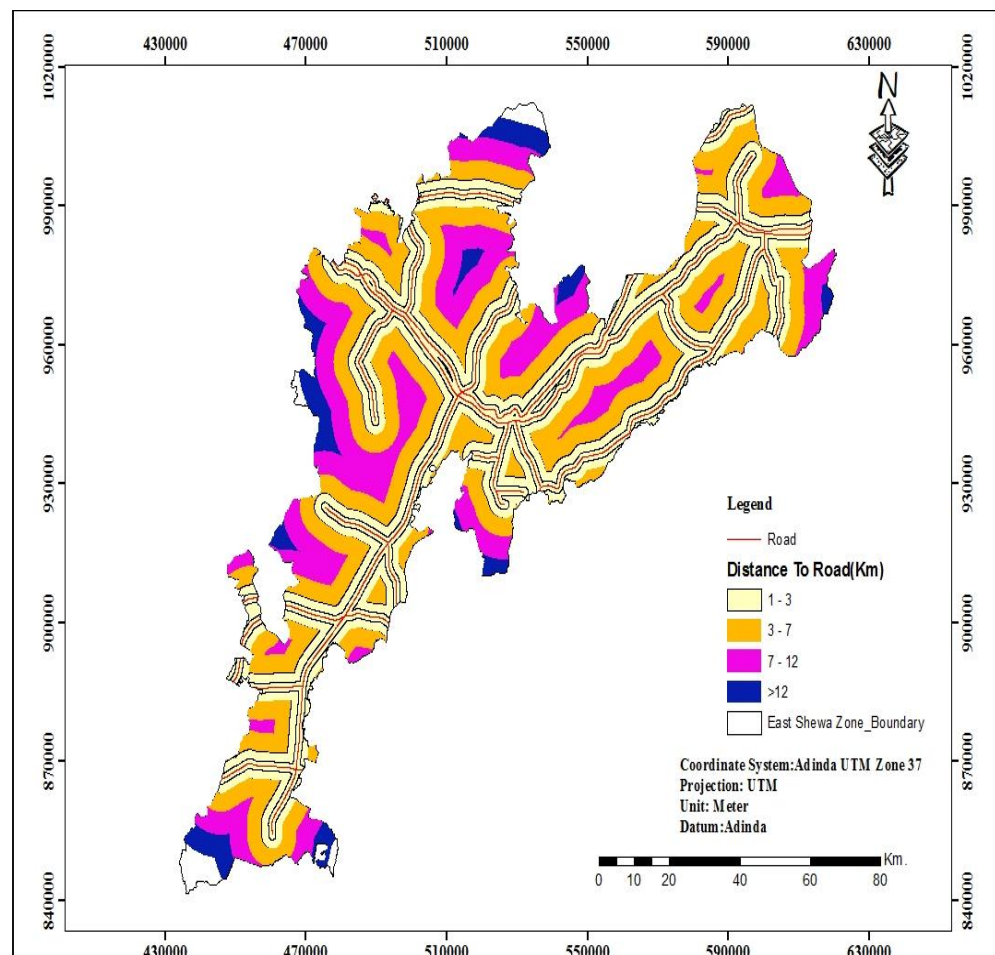 430000 470000 510000 550000 590000 630000
1020000
990000
960000
930000
900000
870000
840000
1020000
990000
960000
930000
900000
870000
840000
N
Legend
Road
Distance To Road(Km)
1 - 3
3 - 7
7 - 12
>12
East Shewa Zone_Boundary
Coordinate System:Adinda UTM Zone 37
Projection: UTM
Unit: Meter
Datum:Adinda
Km.
0 10 20 40 60 80
430000 470000 510000 550000 590000 630000